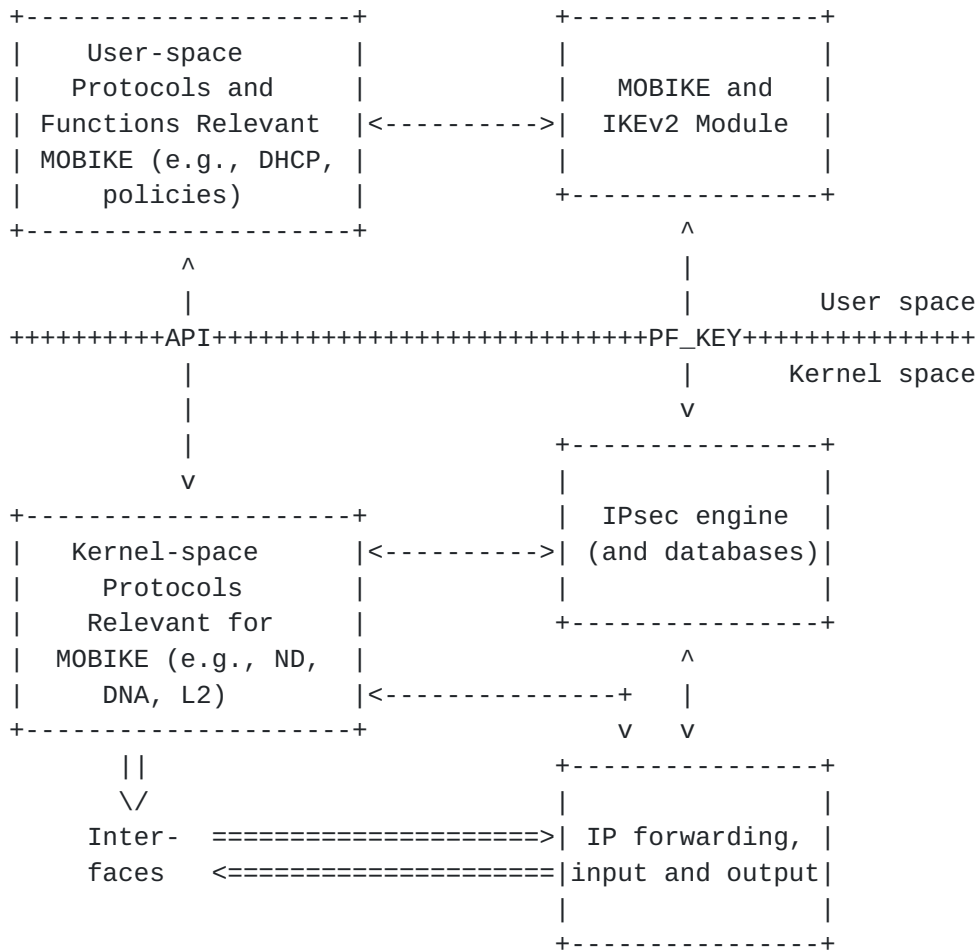 +---------------------+            +----------------+
|     User-space      |            |                |
|    Protocols and    |            |   MOBIKE and   |
| Functions Relevant  |<---------->|  IKEv2 Module  |
| MOBIKE (e.g., DHCP, |            |                |
|      policies)      |            +----------------+
+---------------------+                    ^
           ^                               |
           |                               |       User space
++++++++++API++++++++++++++++++++++++++++PF_KEY+++++++++++++++
           |                               |     Kernel space
           |                               v
           |                       +----------------+
           v                       |                |
+---------------------+            |  IPsec engine  |
|    Kernel-space     |<---------->| (and databases)|
|      Protocols      |            |                |
|    Relevant for     |            +----------------+
|  MOBIKE (e.g., ND,  |                    ^
|      DNA, L2)       |<---------------+   |
+---------------------+                v   v
       ||                          +----------------+
       \/                          |                |
     Inter-  =====================>| IP forwarding, |
     faces   <=====================|input and output|
                                   |                |
                                   +----------------+